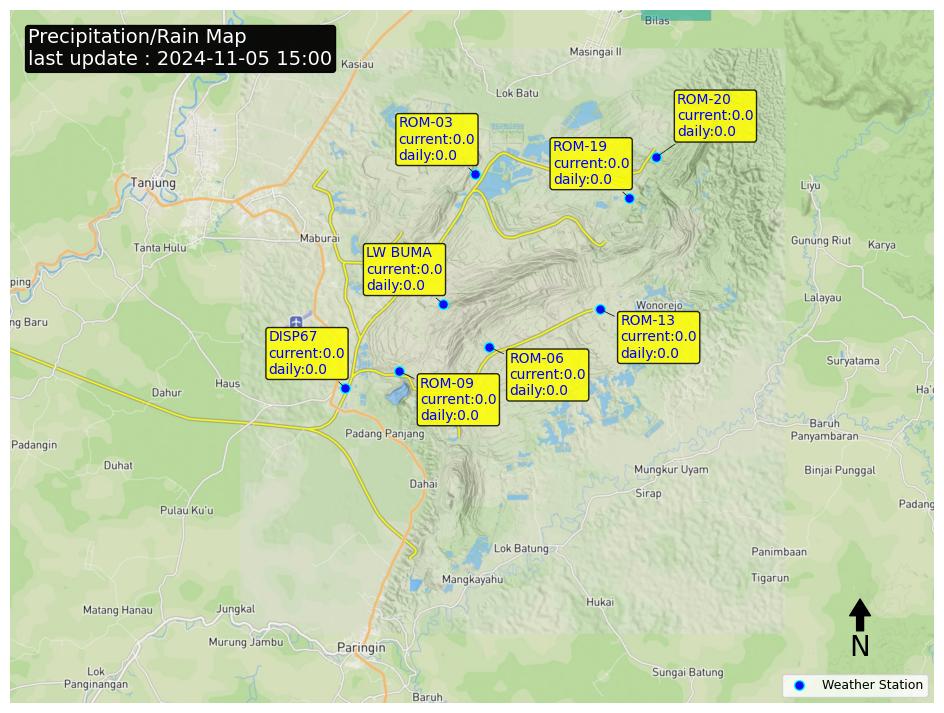 Precipitation/Rain Map
last update : 2024-11-05 15:00
Bilas
Masingai II
Kasiau
Lok Batu
ROM-20
current:0.0
daily:0.0
ROM-03
current:0.0
daily:0.0
ROM-19
current:0.0
daily:0.0
Tanjung
Liyu
Maburai
Tanta Hulu
Gunung Riut
Karya
LW BUMA
current:0.0
daily:0.0
ping
Lalayau
Wonorejo
ng Baru
ROM-13
current:0.0
daily:0.0
DISP67
current:0.0
daily:0.0
ROM-06
current:0.0
daily:0.0
Suryatama
ROM-09
current:0.0
daily:0.0
Haus
Dahur
Ha'
Baruh
Panyambaran
Padang Panjang
Padangin
Duhat
Mungkur Uyam
Binjai Punggal
Dahai
Sirap
Padang
Pulau Ku'u
Lok Batung
Panimbaan
Mangkayahu
Tigarun
Hukai
Matang Hanau
Jungkal
Murung Jambu
Paringin
N
Lok
Panginangan
Sungai Batung
Baruh
Weather Station